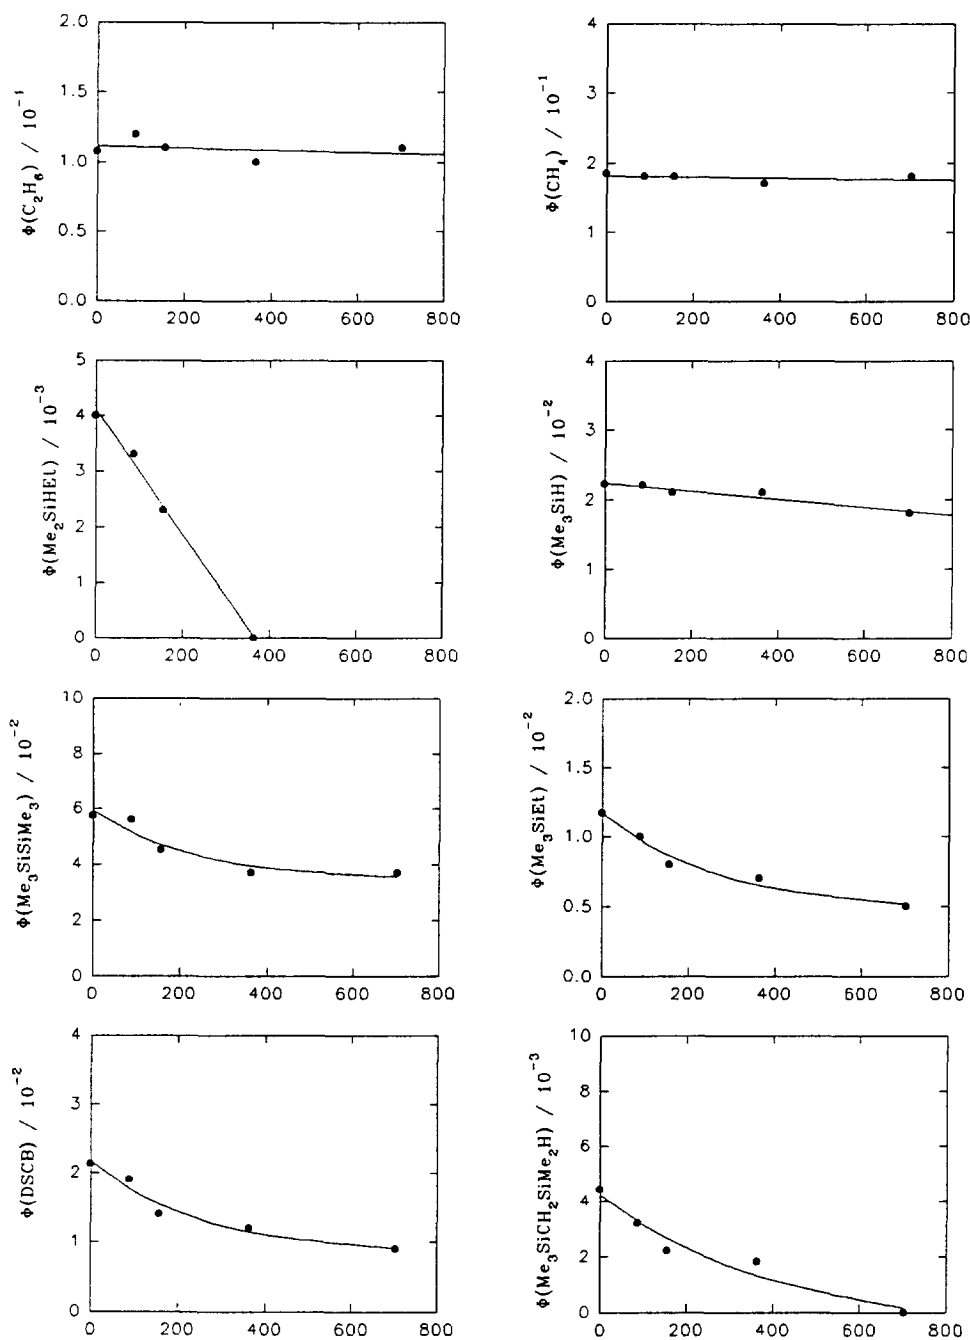 2.0
1.5
1.0
0.5
0.0
Φ(C₂H₆) / 10⁻¹
0 200 400 600 800
4
3
2
1
0
Φ(CH₄) / 10⁻¹
0 200 400 600 800
5
4
3
2
1
0
Φ(Me₂SiHEt) / 10⁻³
0 200 400 600 800
4
3
2
1
0
Φ(Me₃SiH) / 10⁻²
0 200 400 600 800
10
8
6
4
2
0
Φ(Me₃SiSiMe₃) / 10⁻²
0 200 400 600 800
2.0
1.5
1.0
0.5
0.0
Φ(Me₃SiEt) / 10⁻²
0 200 400 600 800
4
3
2
1
0
Φ(DSCB) / 10⁻²
0 200 400 600 800
10
8
6
4
2
0
Φ(Me₃SiCH₂SiMe₂H) / 10⁻³
0 200 400 600 800